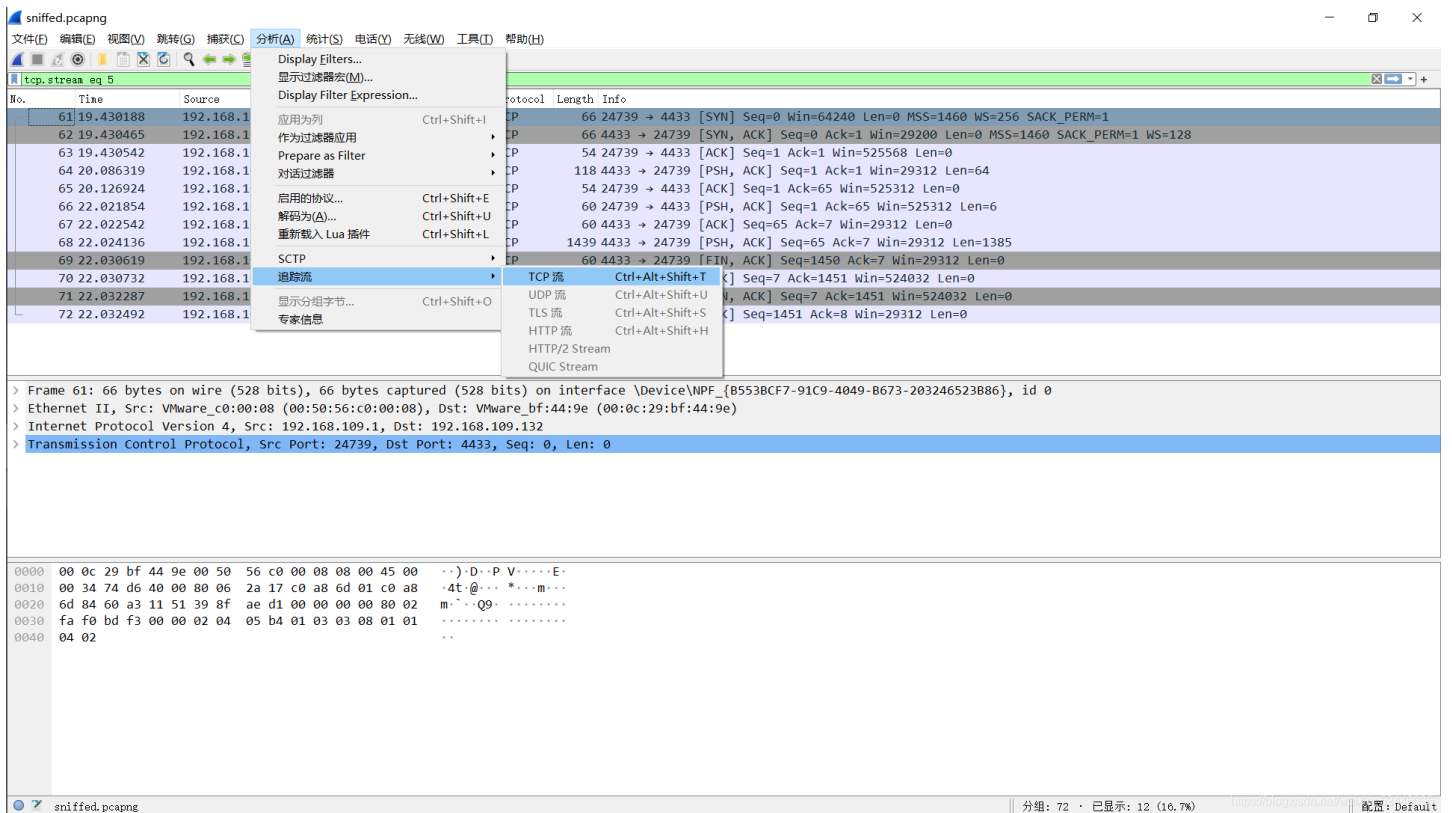 sniffed.pcapng
文件(F) 编辑(E) 视图(V) 跳转(G) 捕获(C) 分析(A) 统计(S) 电话(Y) 无线(W) 工具(T) 帮助(H)
tcp.stream eq 5
No. Time Source rotocol Length Info
61 19.430188 192.168.1 CP 66 24739 → 4433 [SYN] Seq=0 Win=64240 Len=0 MSS=1460 WS=256 SACK_PERM=1
62 19.430465 192.168.1 CP 66 4433 → 24739 [SYN, ACK] Seq=0 Ack=1 Win=29200 Len=0 MSS=1460 SACK_PERM=1 WS=128
63 19.430542 192.168.1 CP 54 24739 → 4433 [ACK] Seq=1 Ack=1 Win=525568 Len=0
64 20.086319 192.168.1 CP 118 4433 → 24739 [PSH, ACK] Seq=1 Ack=1 Win=29312 Len=64
65 20.126924 192.168.1 CP 54 24739 → 4433 [ACK] Seq=1 Ack=65 Win=525312 Len=0
66 22.021854 192.168.1 CP 60 24739 → 4433 [PSH, ACK] Seq=1 Ack=65 Win=525312 Len=6
67 22.022542 192.168.1 CP 60 4433 → 24739 [ACK] Seq=65 Ack=7 Win=29312 Len=0
68 22.024136 192.168.1 CP 1439 4433 → 24739 [PSH, ACK] Seq=65 Ack=7 Win=29312 Len=1385
69 22.030619 192.168.1 CP 60 4433 → 24739 [FIN, ACK] Seq=1450 Ack=7 Win=29312 Len=0
70 22.030732 192.168.1 K] Seq=7 Ack=1451 Win=524032 Len=0
71 22.032287 192.168.1 N, ACK] Seq=7 Ack=1451 Win=524032 Len=0
72 22.032492 192.168.1 K] Seq=1451 Ack=8 Win=29312 Len=0
Display Filters...
显示过滤器宏(M)...
Display Filter Expression...
应用为列 Ctrl+Shift+I
作为过滤器应用
Prepare as Filter
对话过滤器
启用的协议... Ctrl+Shift+E
解码为(A)... Ctrl+Shift+U
重新载入 Lua 插件 Ctrl+Shift+L
SCTP
追踪流
显示分组字节... Ctrl+Shift+O
专家信息
TCP 流 Ctrl+Alt+Shift+T
UDP 流 Ctrl+Alt+Shift+U
TLS 流 Ctrl+Alt+Shift+S
HTTP 流 Ctrl+Alt+Shift+H
HTTP/2 Stream
QUIC Stream
Frame 61: 66 bytes on wire (528 bits), 66 bytes captured (528 bits) on interface \Device\NPF_{B553BCF7-91C9-4049-B673-203246523B86}, id 0
Ethernet II, Src: VMware_c0:00:08 (00:50:56:c0:00:08), Dst: VMware_bf:44:9e (00:0c:29:bf:44:9e)
Internet Protocol Version 4, Src: 192.168.109.1, Dst: 192.168.109.132
Transmission Control Protocol, Src Port: 24739, Dst Port: 4433, Seq: 0, Len: 0
0000 00 0c 29 bf 44 9e 00 50 56 c0 00 08 08 00 45 00 ··)·D··P V·····E·
0010 00 34 74 d6 40 00 80 06 2a 17 c0 a8 6d 01 c0 a8 ·4t·@··· *···m···
0020 6d 84 60 a3 11 51 39 8f ae d1 00 00 00 00 80 02 m·`··Q9· ········
0030 fa f0 bd f3 00 00 02 04 05 b4 01 03 03 08 01 01 ········ ········
0040 04 02 ··
sniffed.pcapng 分组: 72 · 已显示: 12 (16.7%) 配置: Default